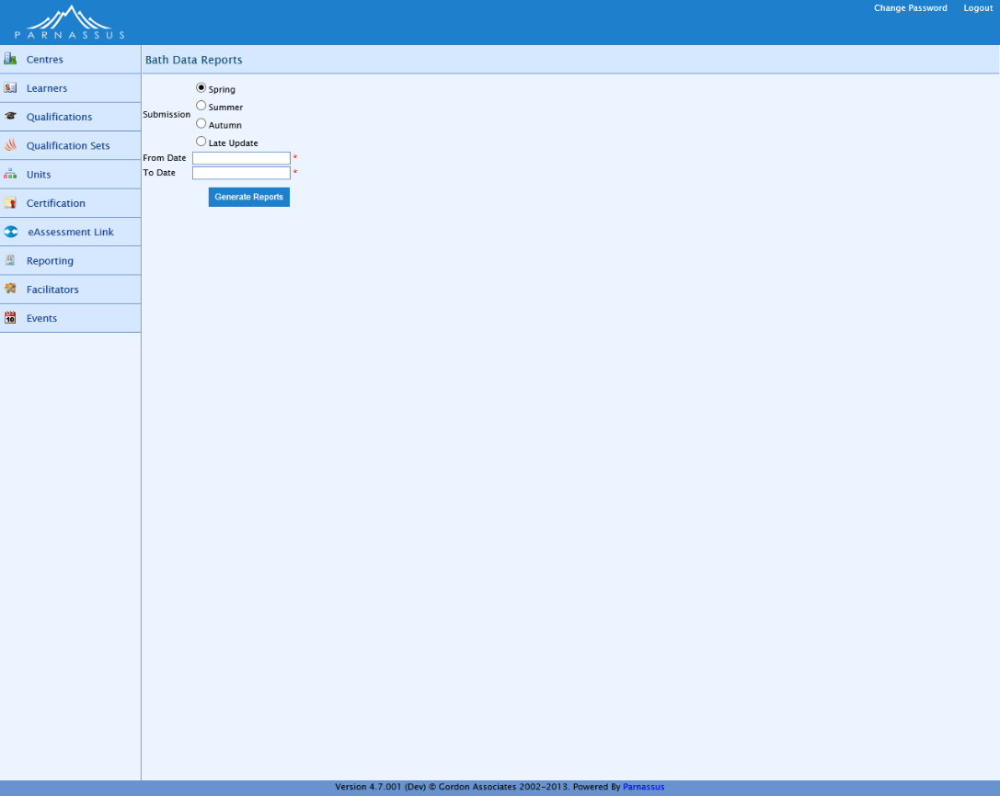 Change Password Logout
PARNASSUS
Centres
Learners
Qualifications
Qualification Sets
Units
Certification
eAssessment Link
Reporting
Facilitators
10
Events
Bath Data Reports
Submission
Spring
Summer
Autumn
Late Update
From Date *
To Date *
Generate Reports
Version 4.7.001 (Dev) © Gordon Associates 2002-2013. Powered By Parnassus